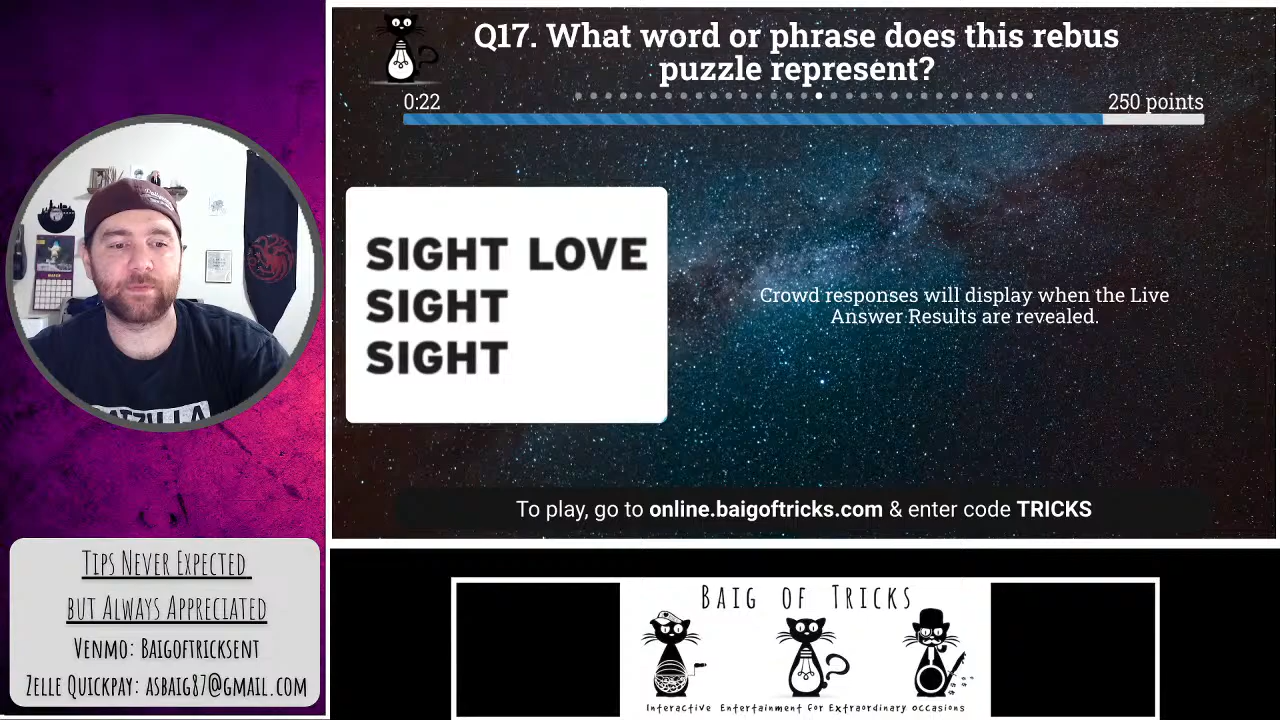 Q17. What word or phrase does this rebus
puzzle represent?
0:22
250 points
SIGHT LOVE
SIGHT
SIGHT
Crowd responses will display when the Live
Answer Results are revealed.
To play, go to online.baigoftricks.com & enter code TRICKS
TIPS NEVER EXPECTED
BUT ALWAYS APPRECIATED
VENMO: BAIGOFTRICKSENT
ZELLE QUICKPAY: ASBAIG87@GMAIL.COM
BAIG OF TRICKS
Interactive Entertainment for Extraordinary occasions